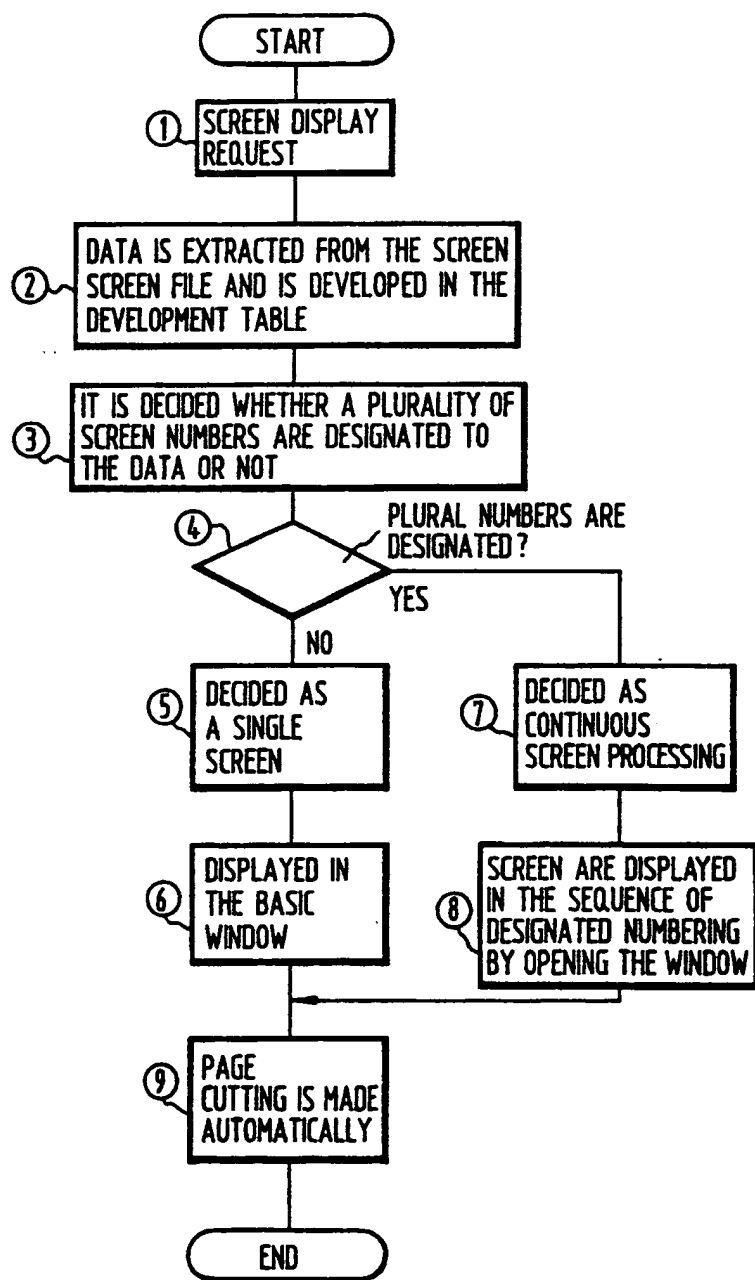 START
①
SCREEN DISPLAY
REQUEST
②
DATA IS EXTRACTED FROM THE SCREEN
SCREEN FILE AND IS DEVELOPED IN THE
DEVELOPMENT TABLE
③
IT IS DECIDED WHETHER A PLURALITY OF
SCREEN NUMBERS ARE DESIGNATED TO
THE DATA OR NOT
④
PLURAL NUMBERS ARE
DESIGNATED?
YES
NO
⑤
DECIDED AS
A SINGLE
SCREEN
⑦
DECIDED AS
CONTINUOUS
SCREEN PROCESSING
⑥
DISPLAYED IN
THE BASIC
WINDOW
⑧
SCREEN ARE DISPLAYED
IN THE SEQUENCE OF
DESIGNATED NUMBERING
BY OPENING THE WINDOW
⑨
PAGE
CUTTING IS MADE
AUTOMATICALLY
END